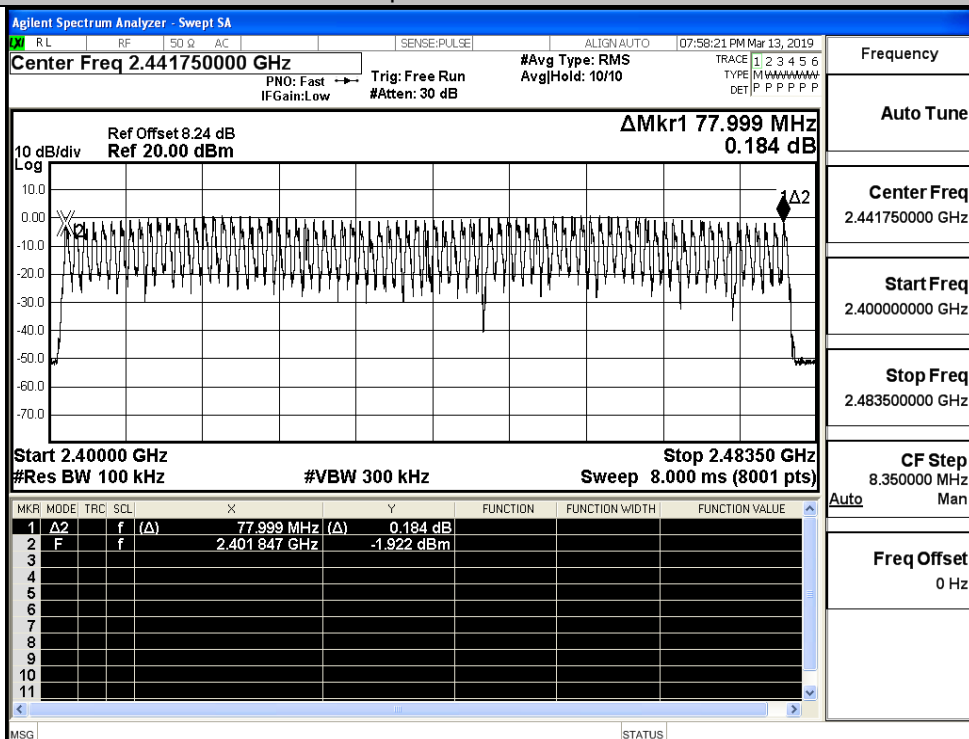 Agilent Spectrum Analyzer - Swept SA
LXI RL RF 50 Ω AC SENSE:PULSE ALIGN AUTO 07:58:21 PM Mar 13, 2019
Center Freq 2.441750000 GHz
PNO: Fast
IFGain:Low
Trig: Free Run
#Atten: 30 dB
#Avg Type: RMS
Avg|Hold: 10/10
TRACE 1 2 3 4 5 6
TYPE M W W W W W
DET P P P P P P
ΔMkr1 77.999 MHz
0.184 dB
Ref Offset 8.24 dB
10 dB/div Ref 20.00 dBm
Log
10.0
0.00
-10.0
-20.0
-30.0
-40.0
-50.0
-60.0
-70.0
1Δ2
2
Start 2.40000 GHz Stop 2.48350 GHz
#Res BW 100 kHz #VBW 300 kHz Sweep 8.000 ms (8001 pts)
MKR MODE TRC SCL X Y FUNCTION FUNCTION WIDTH FUNCTION VALUE
1 Δ2 f (Δ) 77.999 MHz (Δ) 0.184 dB
2 F f 2.401 847 GHz -1.922 dBm
3
4
5
6
7
8
9
10
11
MSG STATUS
Frequency
Auto Tune
Center Freq
2.441750000 GHz
Start Freq
2.400000000 GHz
Stop Freq
2.483500000 GHz
CF Step
8.350000 MHz
Auto Man
Freq Offset
0 Hz